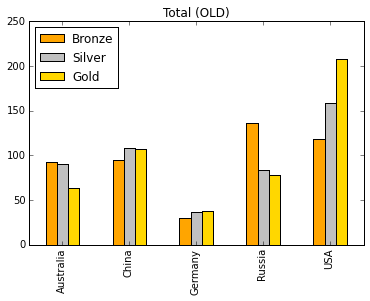 Total (OLD)
250
200
150
100
50
0
Bronze
Silver
Gold
Australia
China
Germany
Russia
USA